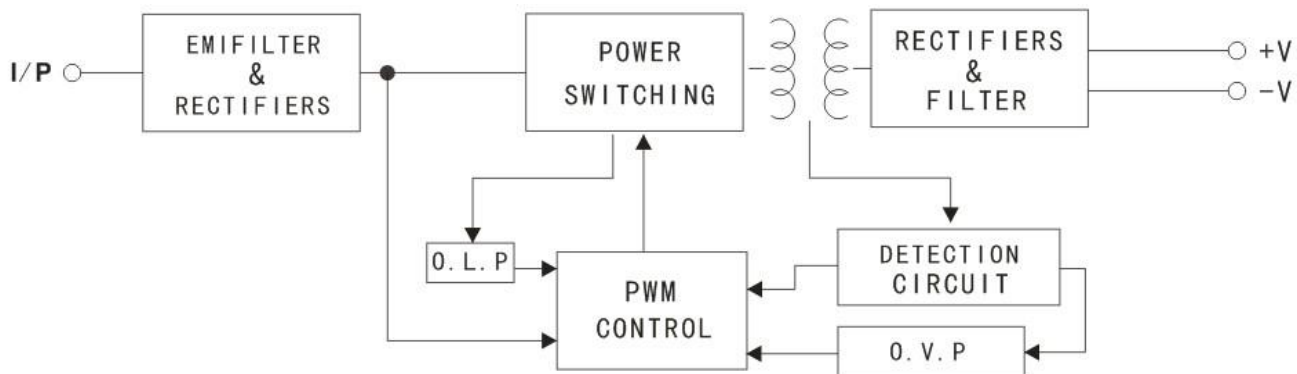 I/P
EMIFILTER
&
RECTIFIERS
POWER
SWITCHING
RECTIFIERS
&
FILTER
+V
-V
O.L.P
PWM
CONTROL
DETECTION
CIRCUIT
O.V.P